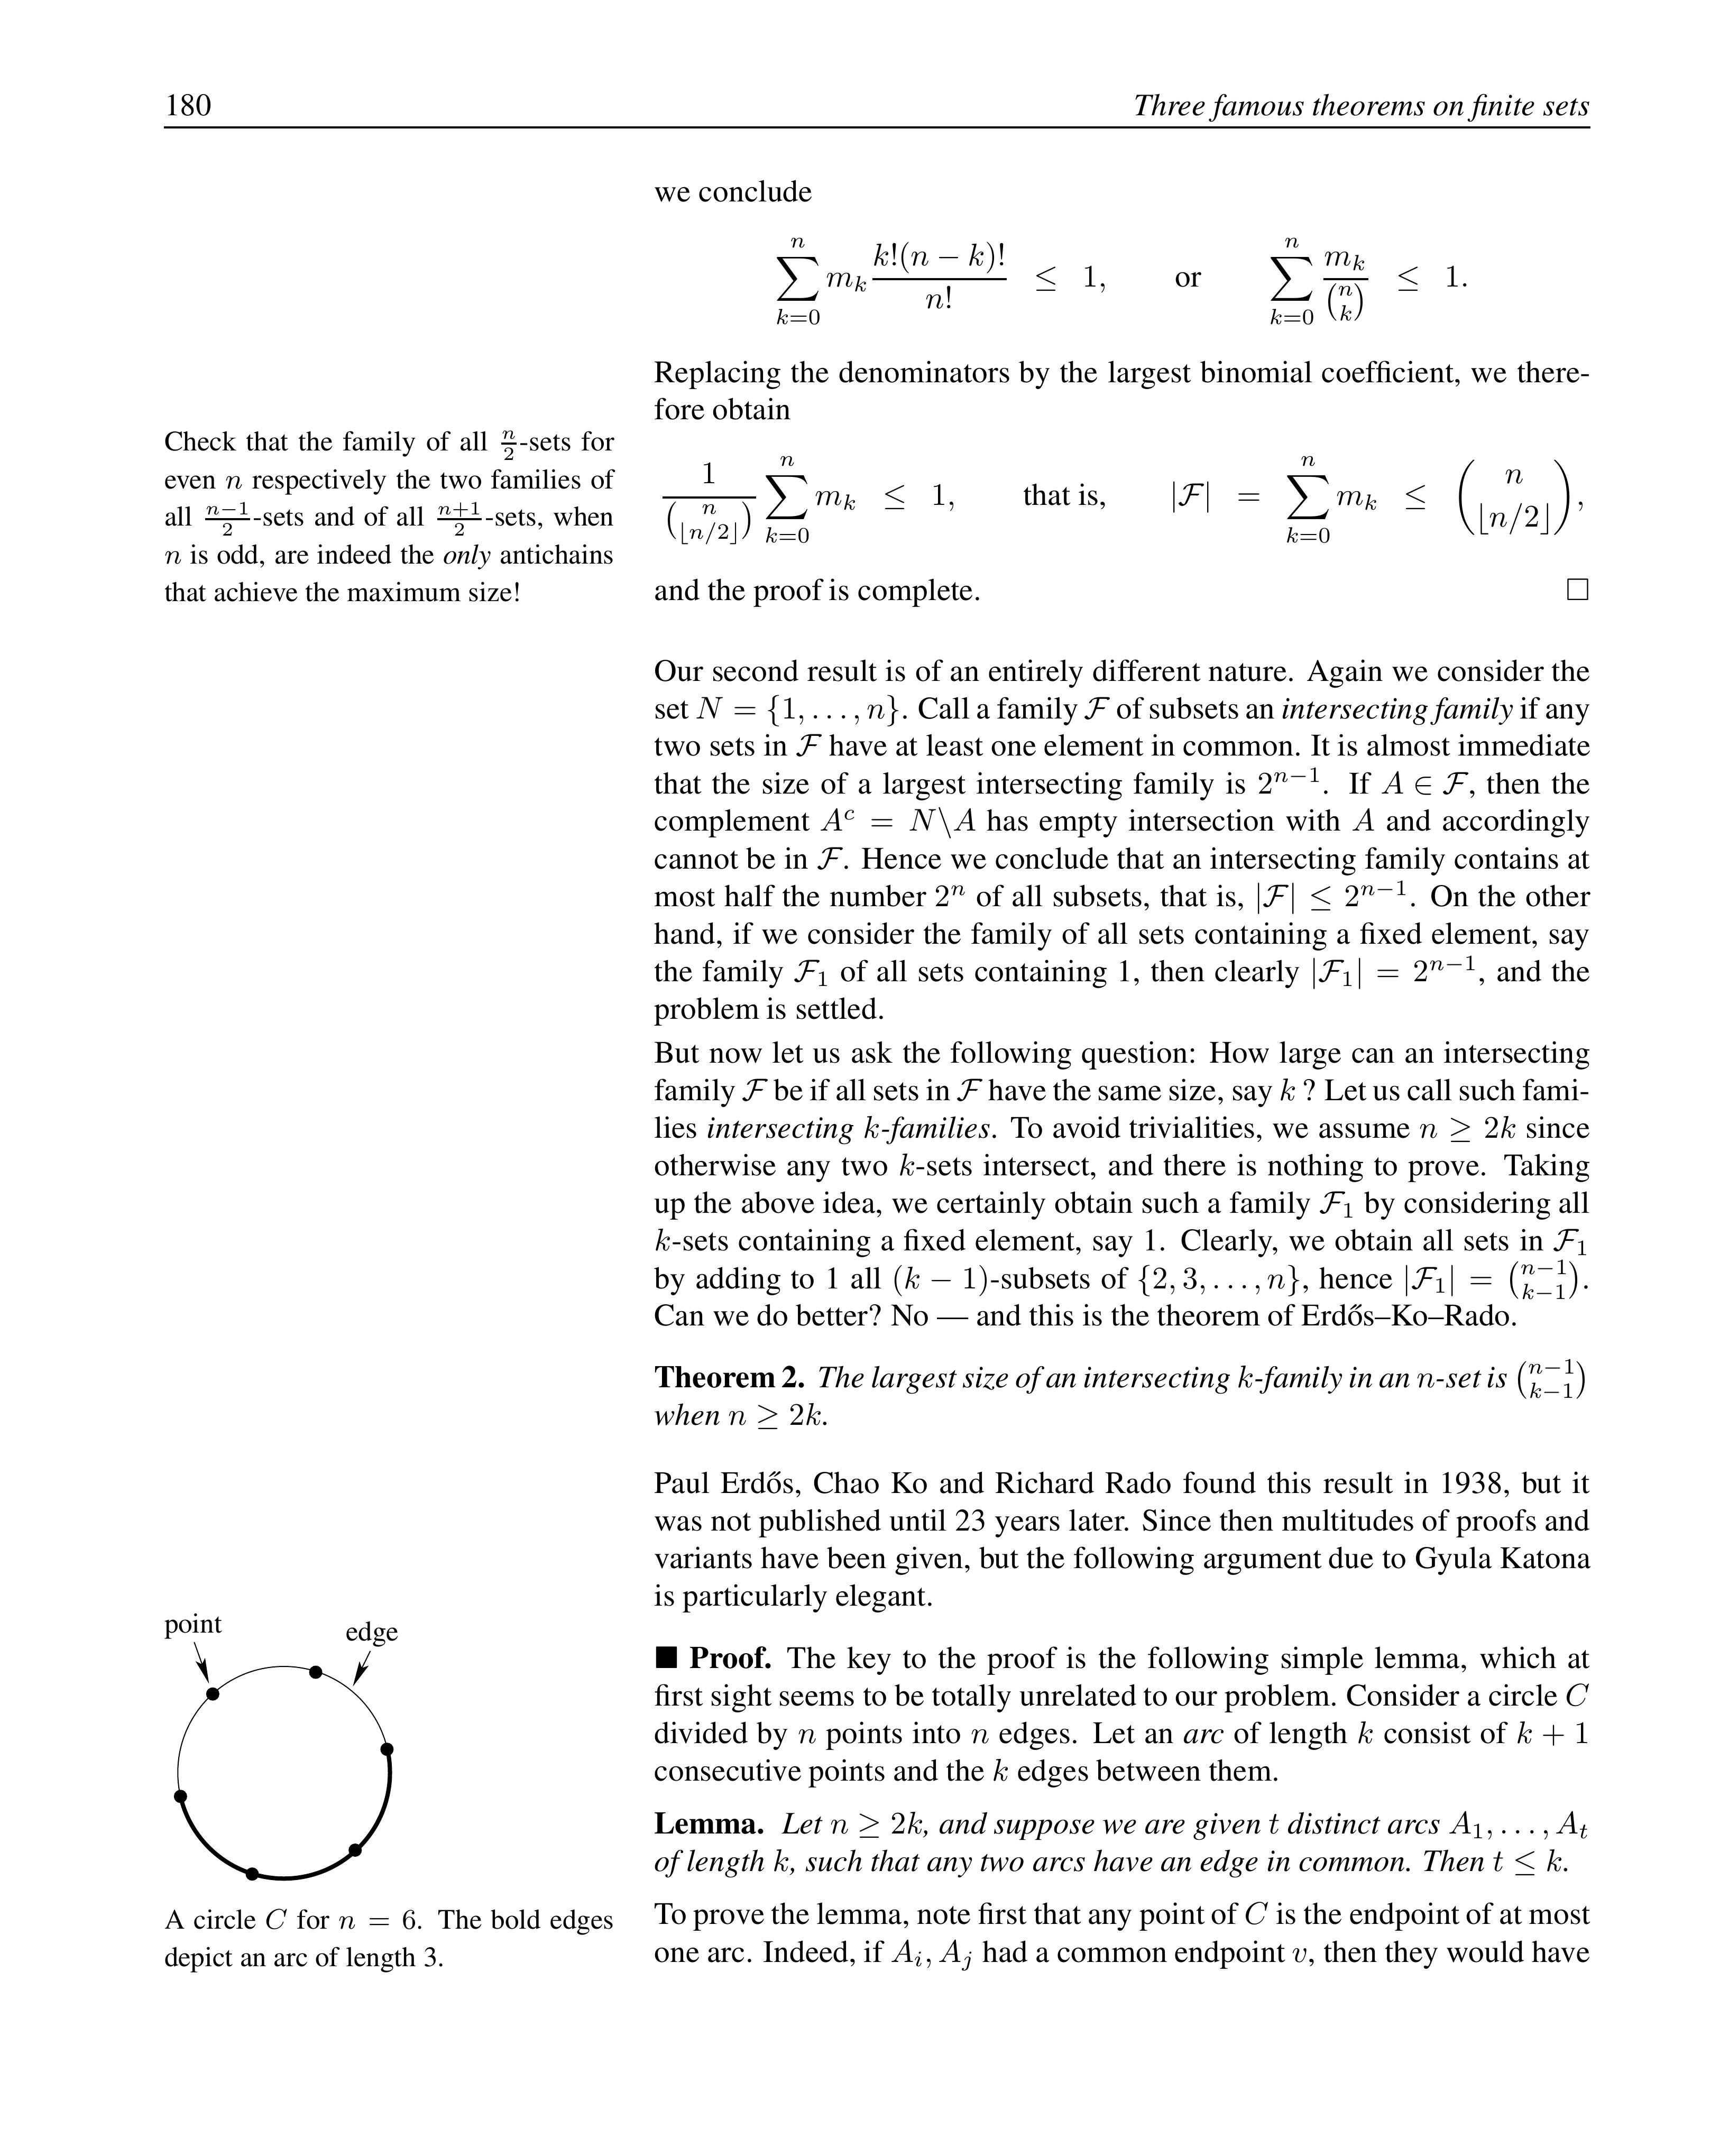 180 Three famous theorems on finite sets
we conclude
$$\sum_{k=0}^{n} m_k \frac{k!(n-k)!}{n!} \leq 1, \quad \text{or} \quad \sum_{k=0}^{n} \frac{m_k}{\binom{n}{k}} \leq 1.$$
Replacing the denominators by the largest binomial coefficient, we there-
fore obtain
$$\frac{1}{\binom{n}{\lfloor n/2 \rfloor}} \sum_{k=0}^{n} m_k \leq 1, \quad \text{that is,} \quad |\mathcal{F}| = \sum_{k=0}^{n} m_k \leq \binom{n}{\lfloor n/2 \rfloor},$$
and the proof is complete. □
Check that the family of all $\frac{n}{2}$-sets for
even $n$ respectively the two families of
all $\frac{n-1}{2}$-sets and of all $\frac{n+1}{2}$-sets, when
$n$ is odd, are indeed the only antichains
that achieve the maximum size!
Our second result is of an entirely different nature. Again we consider the
set $N = \{1, \ldots, n\}$. Call a family $\mathcal{F}$ of subsets an intersecting family if any
two sets in $\mathcal{F}$ have at least one element in common. It is almost immediate
that the size of a largest intersecting family is $2^{n-1}$. If $A \in \mathcal{F}$, then the
complement $A^c = N \backslash A$ has empty intersection with $A$ and accordingly
cannot be in $\mathcal{F}$. Hence we conclude that an intersecting family contains at
most half the number $2^n$ of all subsets, that is, $|\mathcal{F}| \leq 2^{n-1}$. On the other
hand, if we consider the family of all sets containing a fixed element, say
the family $\mathcal{F}_1$ of all sets containing 1, then clearly $|\mathcal{F}_1| = 2^{n-1}$, and the
problem is settled.
But now let us ask the following question: How large can an intersecting
family $\mathcal{F}$ be if all sets in $\mathcal{F}$ have the same size, say $k$ ? Let us call such fami-
lies intersecting $k$-families. To avoid trivialities, we assume $n \geq 2k$ since
otherwise any two $k$-sets intersect, and there is nothing to prove. Taking
up the above idea, we certainly obtain such a family $\mathcal{F}_1$ by considering all
$k$-sets containing a fixed element, say 1. Clearly, we obtain all sets in $\mathcal{F}_1$
by adding to 1 all $(k-1)$-subsets of $\{2, 3, \ldots, n\}$, hence $|\mathcal{F}_1| = \binom{n-1}{k-1}$.
Can we do better? No — and this is the theorem of Erdős–Ko–Rado.
Theorem 2. The largest size of an intersecting $k$-family in an $n$-set is $\binom{n-1}{k-1}$
when $n \geq 2k$.
Paul Erdős, Chao Ko and Richard Rado found this result in 1938, but it
was not published until 23 years later. Since then multitudes of proofs and
variants have been given, but the following argument due to Gyula Katona
is particularly elegant.
■ Proof. The key to the proof is the following simple lemma, which at
first sight seems to be totally unrelated to our problem. Consider a circle $C$
divided by $n$ points into $n$ edges. Let an arc of length $k$ consist of $k + 1$
consecutive points and the $k$ edges between them.
Lemma. Let $n \geq 2k$, and suppose we are given $t$ distinct arcs $A_1, \ldots, A_t$
of length $k$, such that any two arcs have an edge in common. Then $t \leq k$.
To prove the lemma, note first that any point of $C$ is the endpoint of at most
one arc. Indeed, if $A_i, A_j$ had a common endpoint $v$, then they would have
point
edge
A circle $C$ for $n = 6$. The bold edges
depict an arc of length 3.